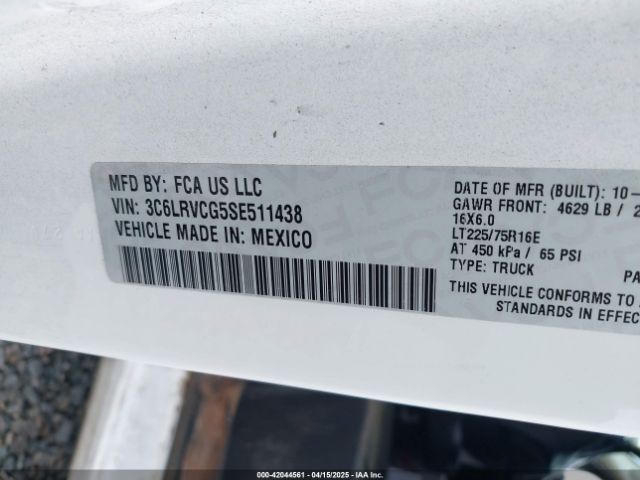 MFD BY: FCA US LLC
VIN: 3C6LRVCG5SE511438
VEHICLE MADE IN: MEXICO
DATE OF MFR (BUILT): 10-
GAWR FRONT: 4629 LB / 2
16X6.0
LT225/75R16E
AT 450 kPa / 65 PSI
TYPE: TRUCK PA
THIS VEHICLE CONFORMS TO
STANDARDS IN EFFEC
000-42044561 04/15/2025 IAA